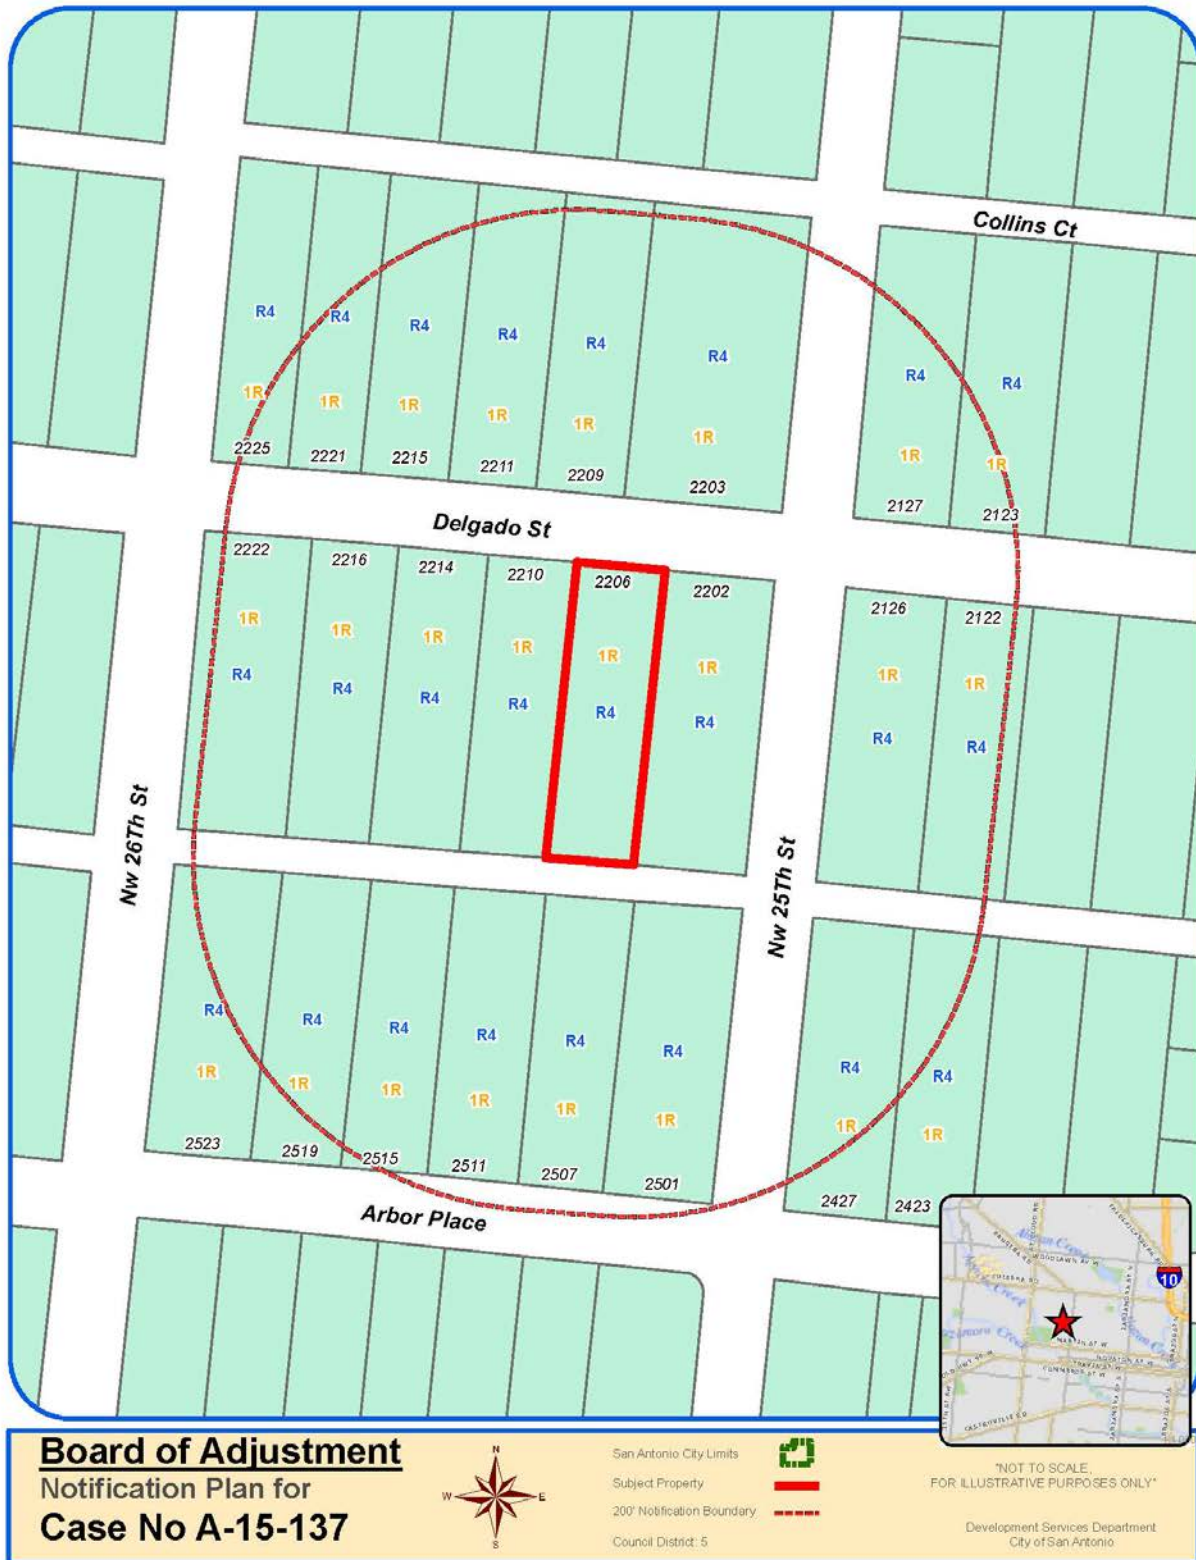 Collins Ct
R4
R4
R4
R4
R4
R4
R4
R4
1R
1R
1R
1R
1R
1R
1R
1R
2225
2221
2215
2211
2209
2203
2127
2123
Delgado St
2222
2216
2214
2210
2206
2202
2126
2122
1R
1R
1R
1R
1R
1R
1R
1R
R4
R4
R4
R4
R4
R4
R4
R4
Nw 26Th St
Nw 25Th St
R4
R4
R4
R4
R4
R4
R4
R4
1R
1R
1R
1R
1R
1R
1R
1R
2523
2519
2515
2511
2507
2501
2427
2423
Arbor Place
10
Board of Adjustment
Notification Plan for
Case No A-15-137
N
W
E
S
San Antonio City Limits
Subject Property
200' Notification Boundary
Council District: 5
"NOT TO SCALE,
FOR ILLUSTRATIVE PURPOSES ONLY"
Development Services Department
City of San Antonio